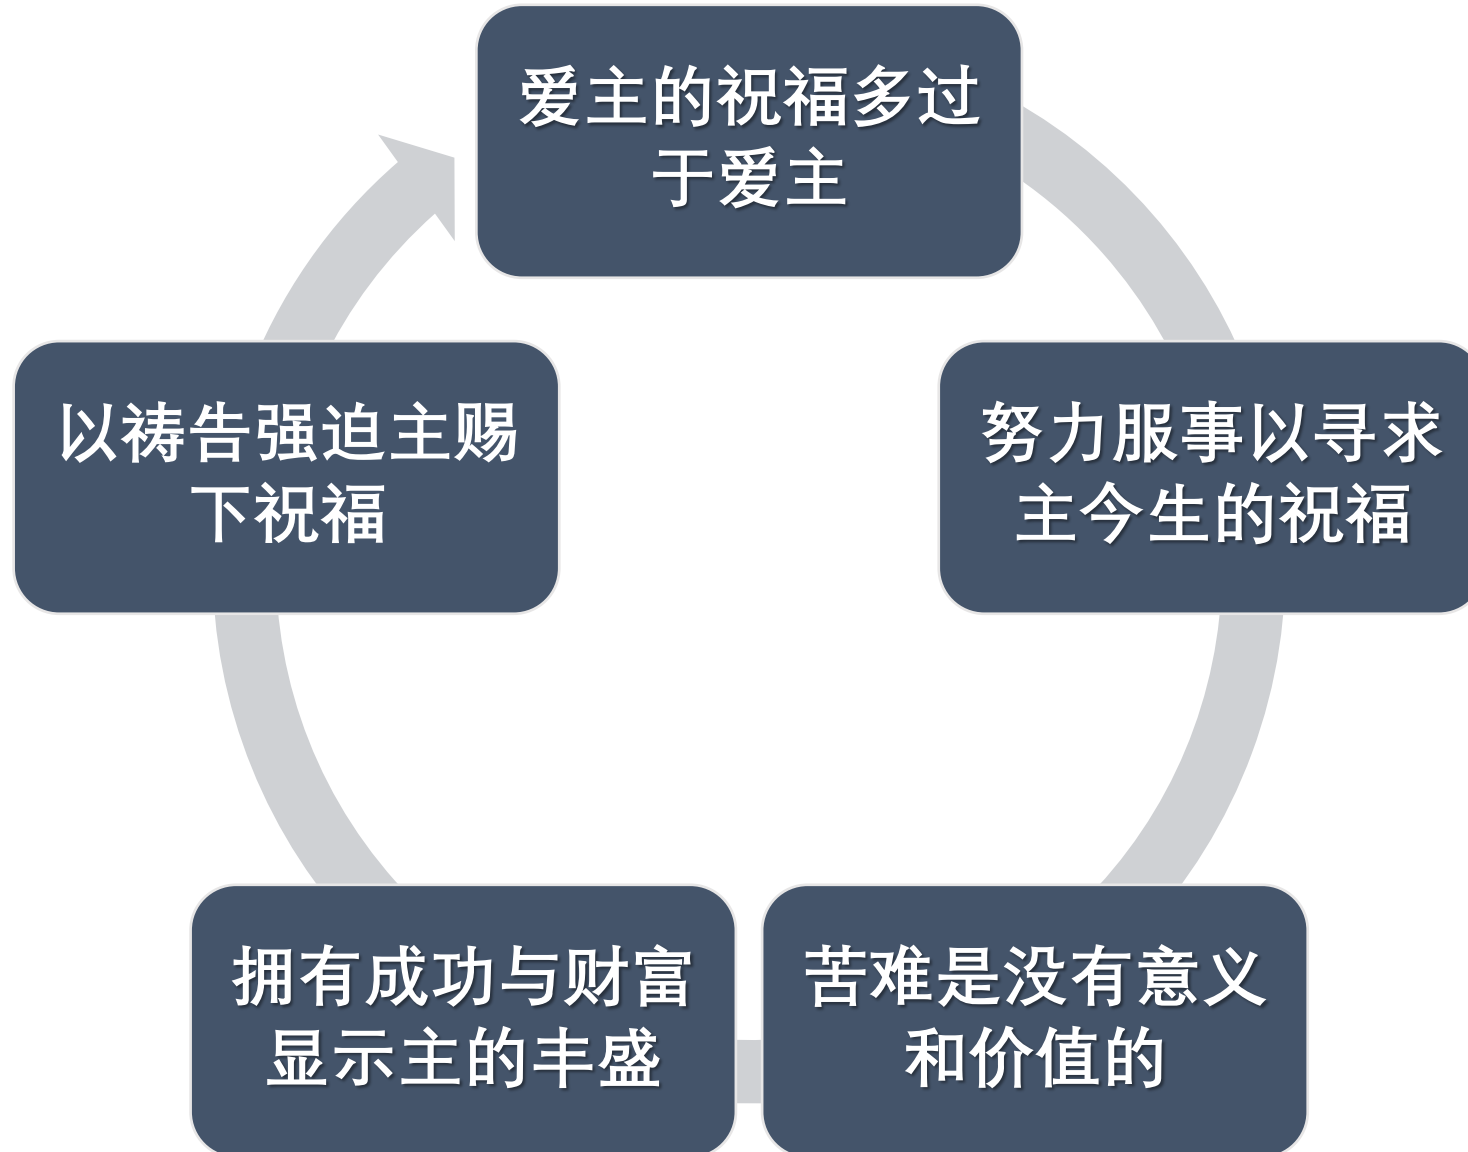 爱主的祝福多过
于爱主
努力服事以寻求
主今生的祝福
苦难是没有意义
和价值的
拥有成功与财富
显示主的丰盛
以祷告强迫主赐
下祝福